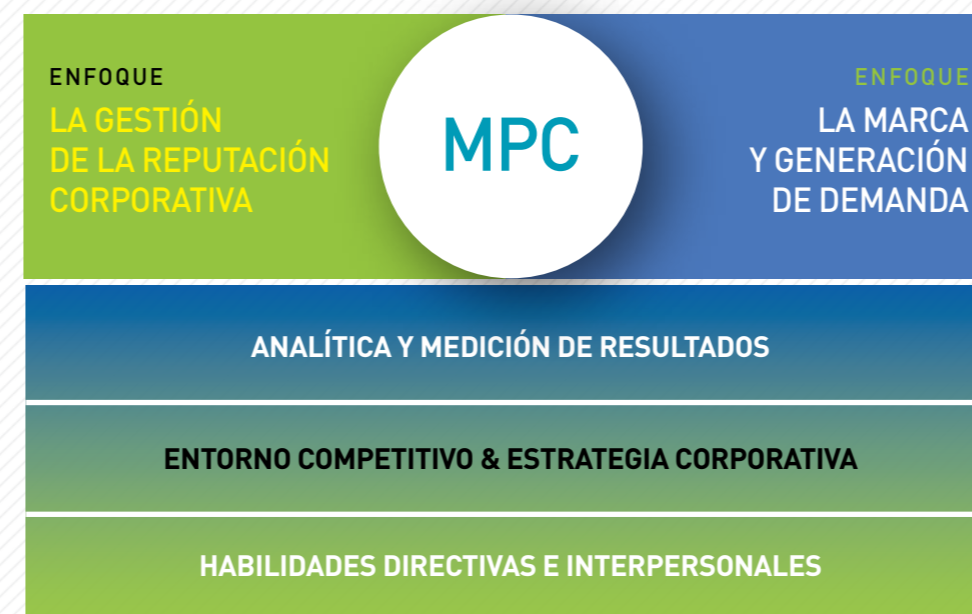 ENFOQUE
LA GESTIÓN
DE LA REPUTACIÓN
CORPORATIVA
MPC
ENFOQUE
LA MARCA
Y GENERACIÓN
DE DEMANDA
ANALÍTICA Y MEDICIÓN DE RESULTADOS
ENTORNO COMPETITIVO & ESTRATEGIA CORPORATIVA
HABILIDADES DIRECTIVAS E INTERPERSONALES